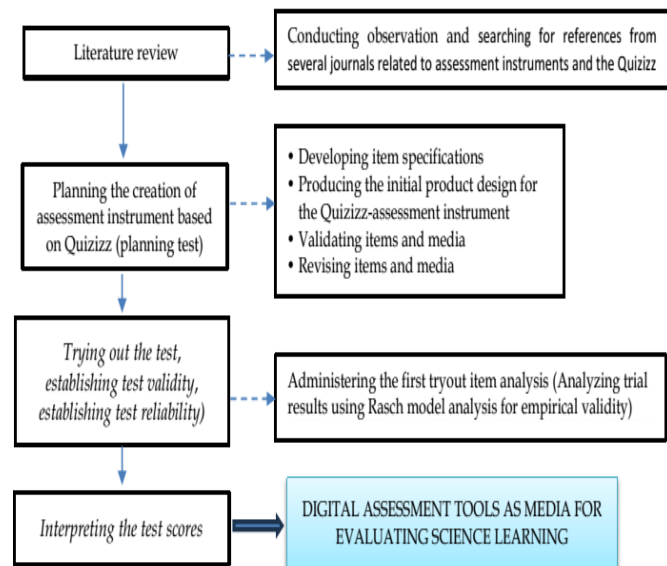 Literature review
Conducting observation and searching for references from
several journals related to assessment instruments and the Quizizz
Planning the creation of
assessment instrument based
on Quizizz (planning test)
• Developing item specifications
• Producing the initial product design for
the Quizizz-assessment instrument
• Validating items and media
• Revising items and media
Trying out the test,
establishing test validity,
establishing test reliability)
Administering the first tryout item analysis (Analyzing trial
results using Rasch model analysis for empirical validity)
Interpreting the test scores
DIGITAL ASSESSMENT TOOLS AS MEDIA FOR
EVALUATING SCIENCE LEARNING